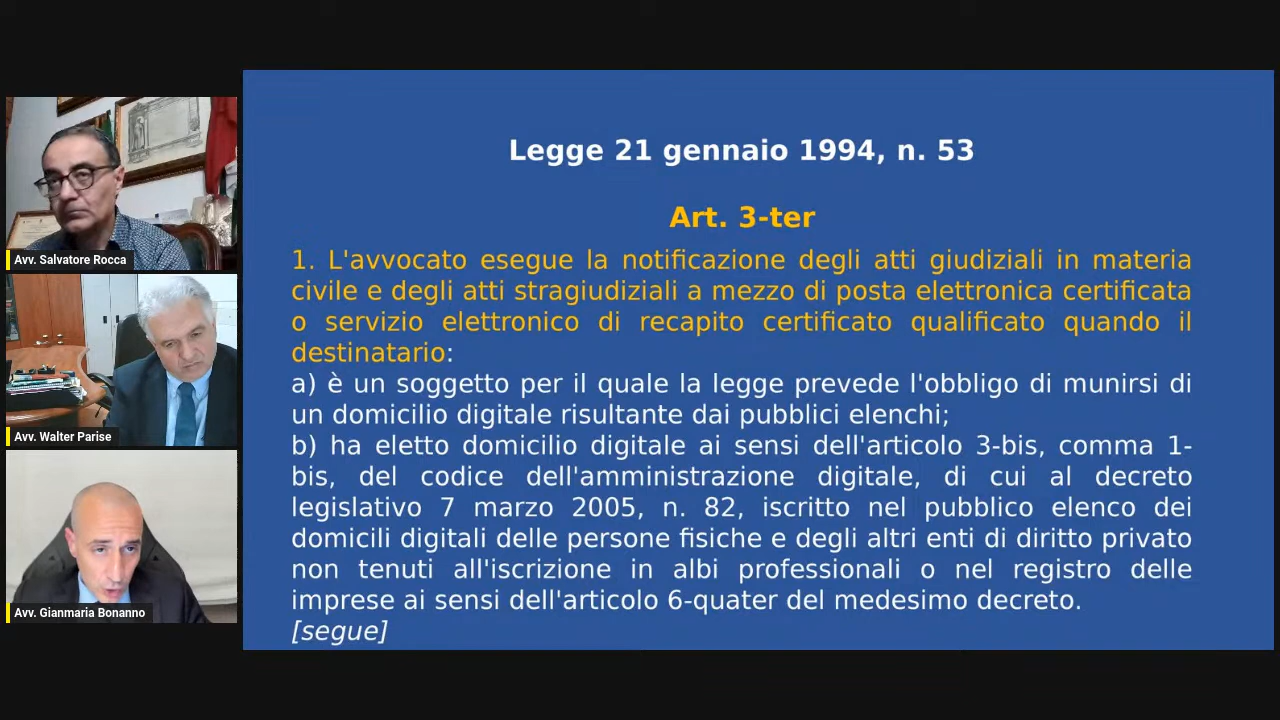 Avv. Salvatore Rocca
Avv. Walter Parise
Avv. Gianmaria Bonanno
Legge 21 gennaio 1994, n. 53
Art. 3-ter
1. L'avvocato esegue la notificazione degli atti giudiziali in materia
civile e degli atti stragiudiziali a mezzo di posta elettronica certificata
o servizio elettronico di recapito certificato qualificato quando il
destinatario:
a) è un soggetto per il quale la legge prevede l'obbligo di munirsi di
un domicilio digitale risultante dai pubblici elenchi;
b) ha eletto domicilio digitale ai sensi dell'articolo 3-bis, comma 1-
bis, del codice dell'amministrazione digitale, di cui al decreto
legislativo 7 marzo 2005, n. 82, iscritto nel pubblico elenco dei
domicili digitali delle persone fisiche e degli altri enti di diritto privato
non tenuti all'iscrizione in albi professionali o nel registro delle
imprese ai sensi dell'articolo 6-quater del medesimo decreto.
[segue]